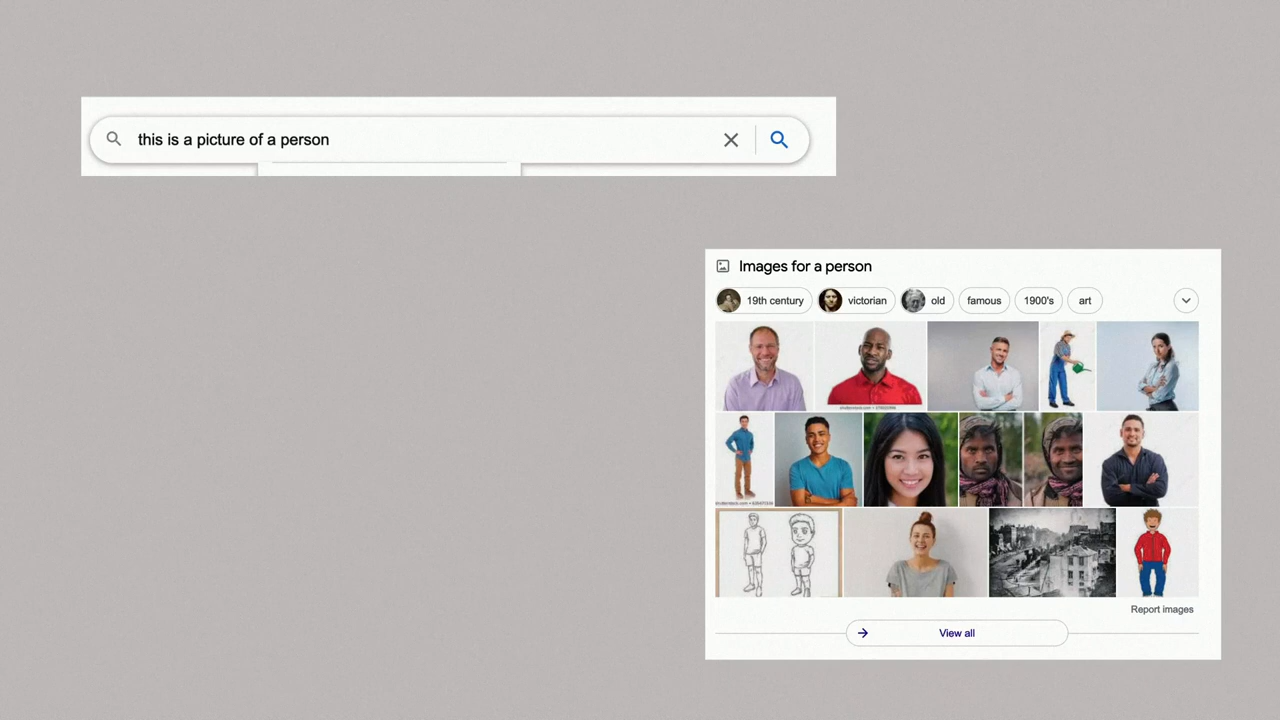 this is a picture of a person
Images for a person
19th century
victorian
old
famous
1900's
art
Report images
View all